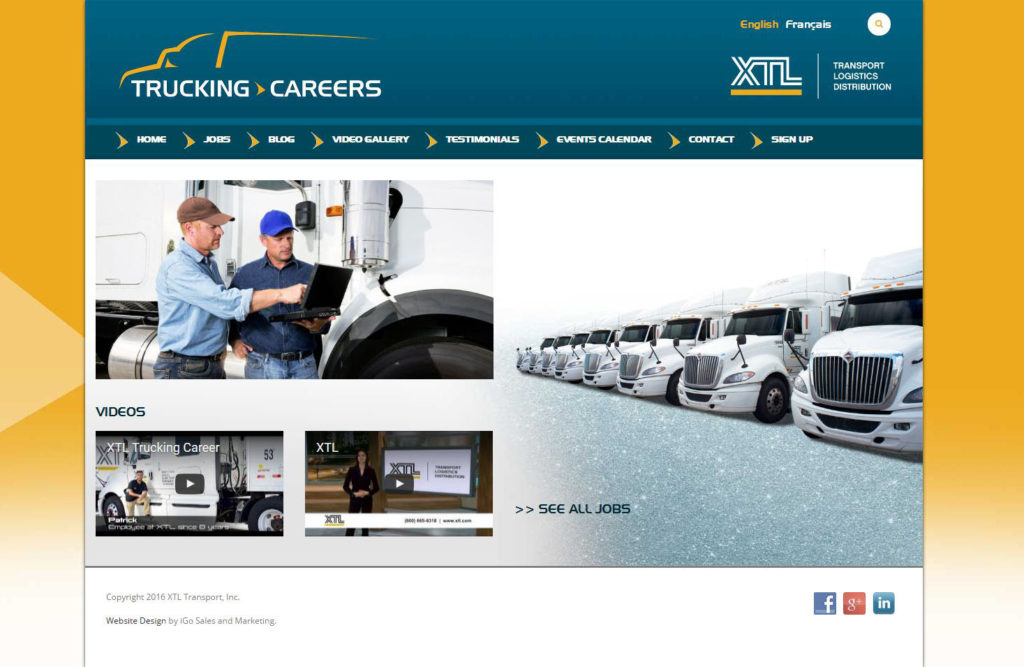 English Français
TRUCKING CAREERS
XTL
TRANSPORT
LOGISTICS
DISTRIBUTION
HOME JOBS BLOG VIDEO GALLERY TESTIMONIALS EVENTS CALENDAR CONTACT SIGN UP
VIDEOS
XTL Trucking Career
53'
Patrick
Employee at XTL since 8 years
XTL
XTL
TRANSPORT
LOGISTICS
DISTRIBUTION
XTL
(800) 665-9318 | www.xtl.com
>> SEE ALL JOBS
Copyright 2016 XTL Transport, Inc.
Website Design by iGo Sales and Marketing.
f
g+
in